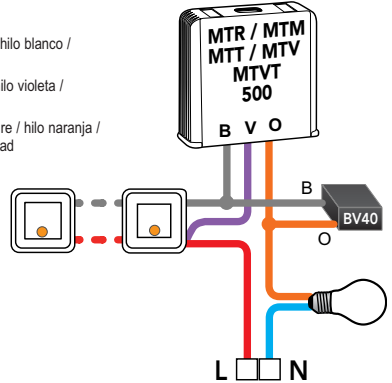 hilo blanco /
ilo violeta /
re / hilo naranja /
ad
MTR / MTM
MTT / MTV
MTVT
500
B V O
B
BV40
O
L N